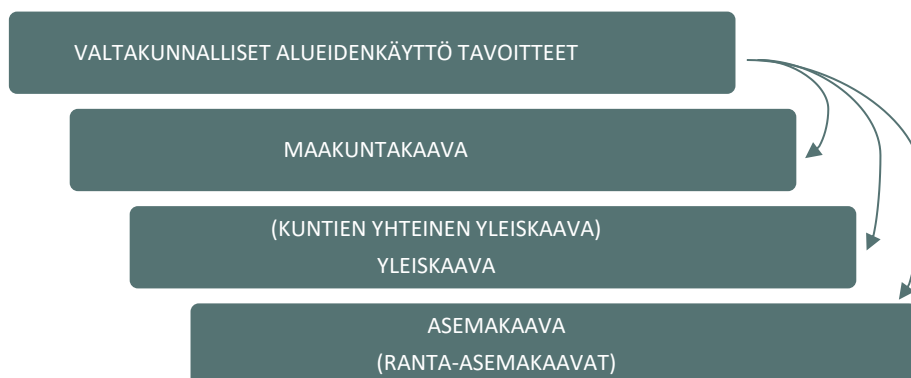 VALTAKUNNALLISET ALUEIDENKÄYTTÖ TAVOITTEET
MAAKUNTAKAAVA
(KUNTIEN YHTEINEN YLEISKAAVA)
YLEISKAAVA
ASEMAKAAVA
(RANTA-ASEMAKAAVAT)